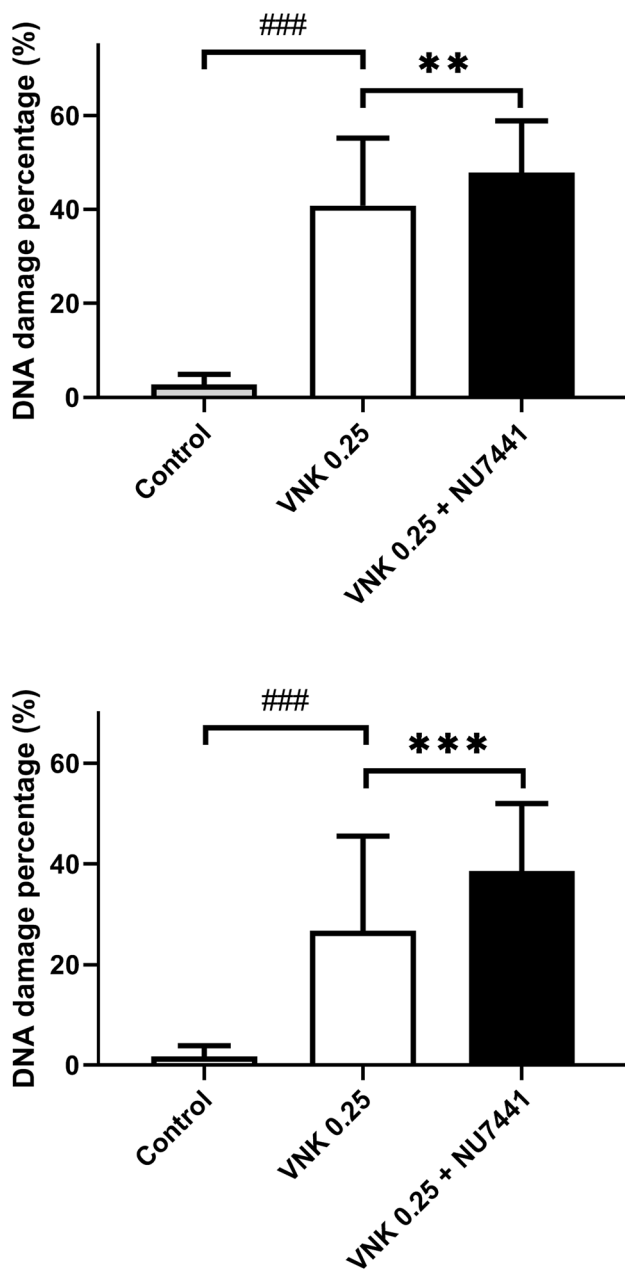 ###
**
DNA damage percentage (%)
60
40
20
0
Control
VNK 0.25
VNK 0.25 + NU7441
###
***
DNA damage percentage (%)
60
40
20
0
Control
VNK 0.25
VNK 0.25 + NU7441